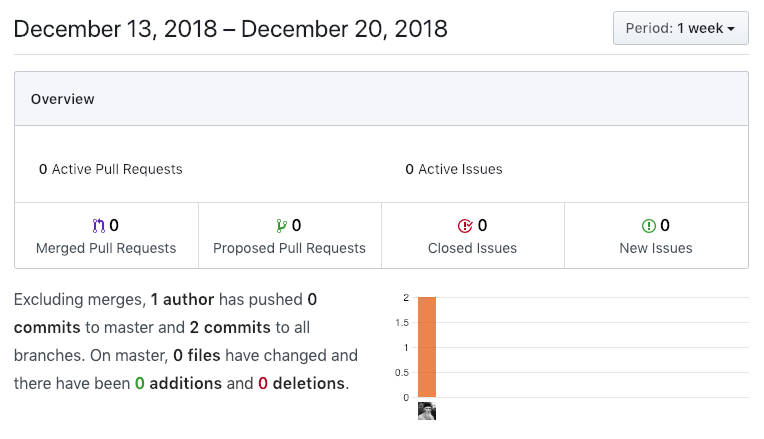 December 13, 2018 – December 20, 2018
Period: 1 week
Overview
0 Active Pull Requests
0 Active Issues
0
Merged Pull Requests
0
Proposed Pull Requests
0
Closed Issues
0
New Issues
Excluding merges, 1 author has pushed 0
commits to master and 2 commits to all
branches. On master, 0 files have changed and
there have been 0 additions and 0 deletions.
2
1.5
1
0.5
0